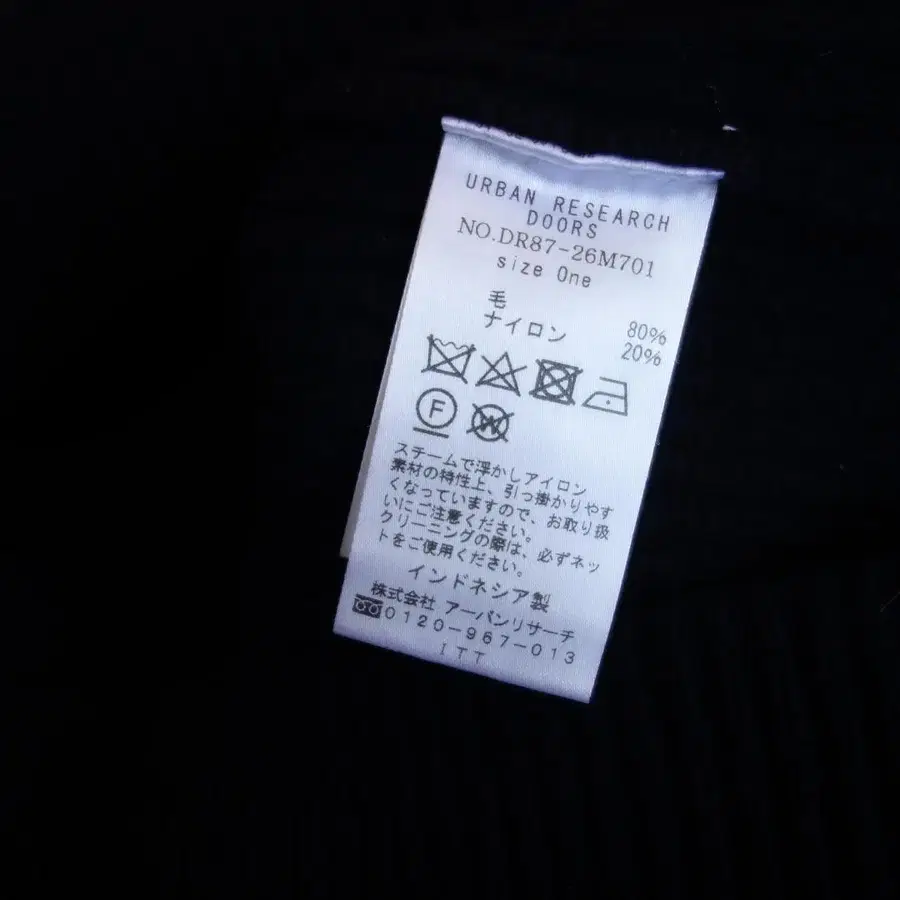 URBAN RESEARCH
DOORS
NO.DR87-26M701
size One
毛 80%
ナイロン 20%
F
W
スチームで浮かしアイロン
素材の特性上、引っ掛かりやす
くなっていますので、お取り扱
いにご注意ください。
クリーニングの際は、必ずネッ
トをご使用ください。
インドネシア製
株式会社 アーバンリサーチ
0120-967-013
ITT